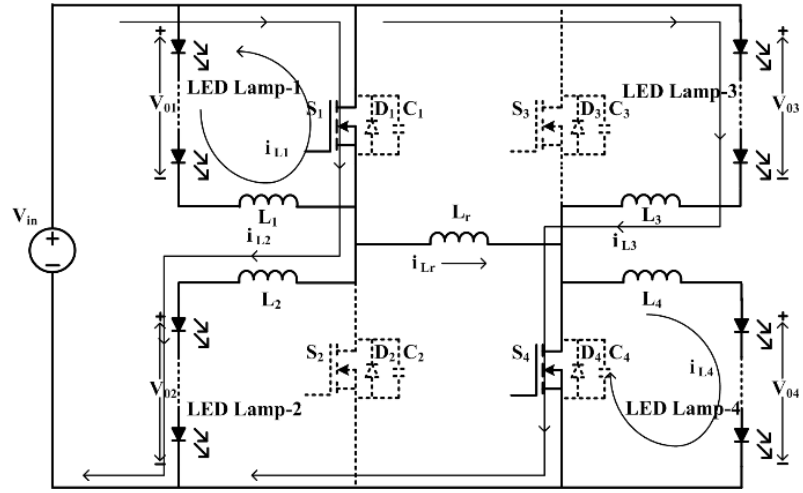 +
V01
−
LED Lamp-1
S1
D1
C1
S3
D3
C3
LED Lamp-3
+
V03
−
iL1
Vin
+
−
L1
iL2
L2
Lr
iLr
L3
iL3
L4
+
V02
−
LED Lamp-2
S2
D2
C2
S4
D4
C4
iL4
LED Lamp-4
+
V04
−